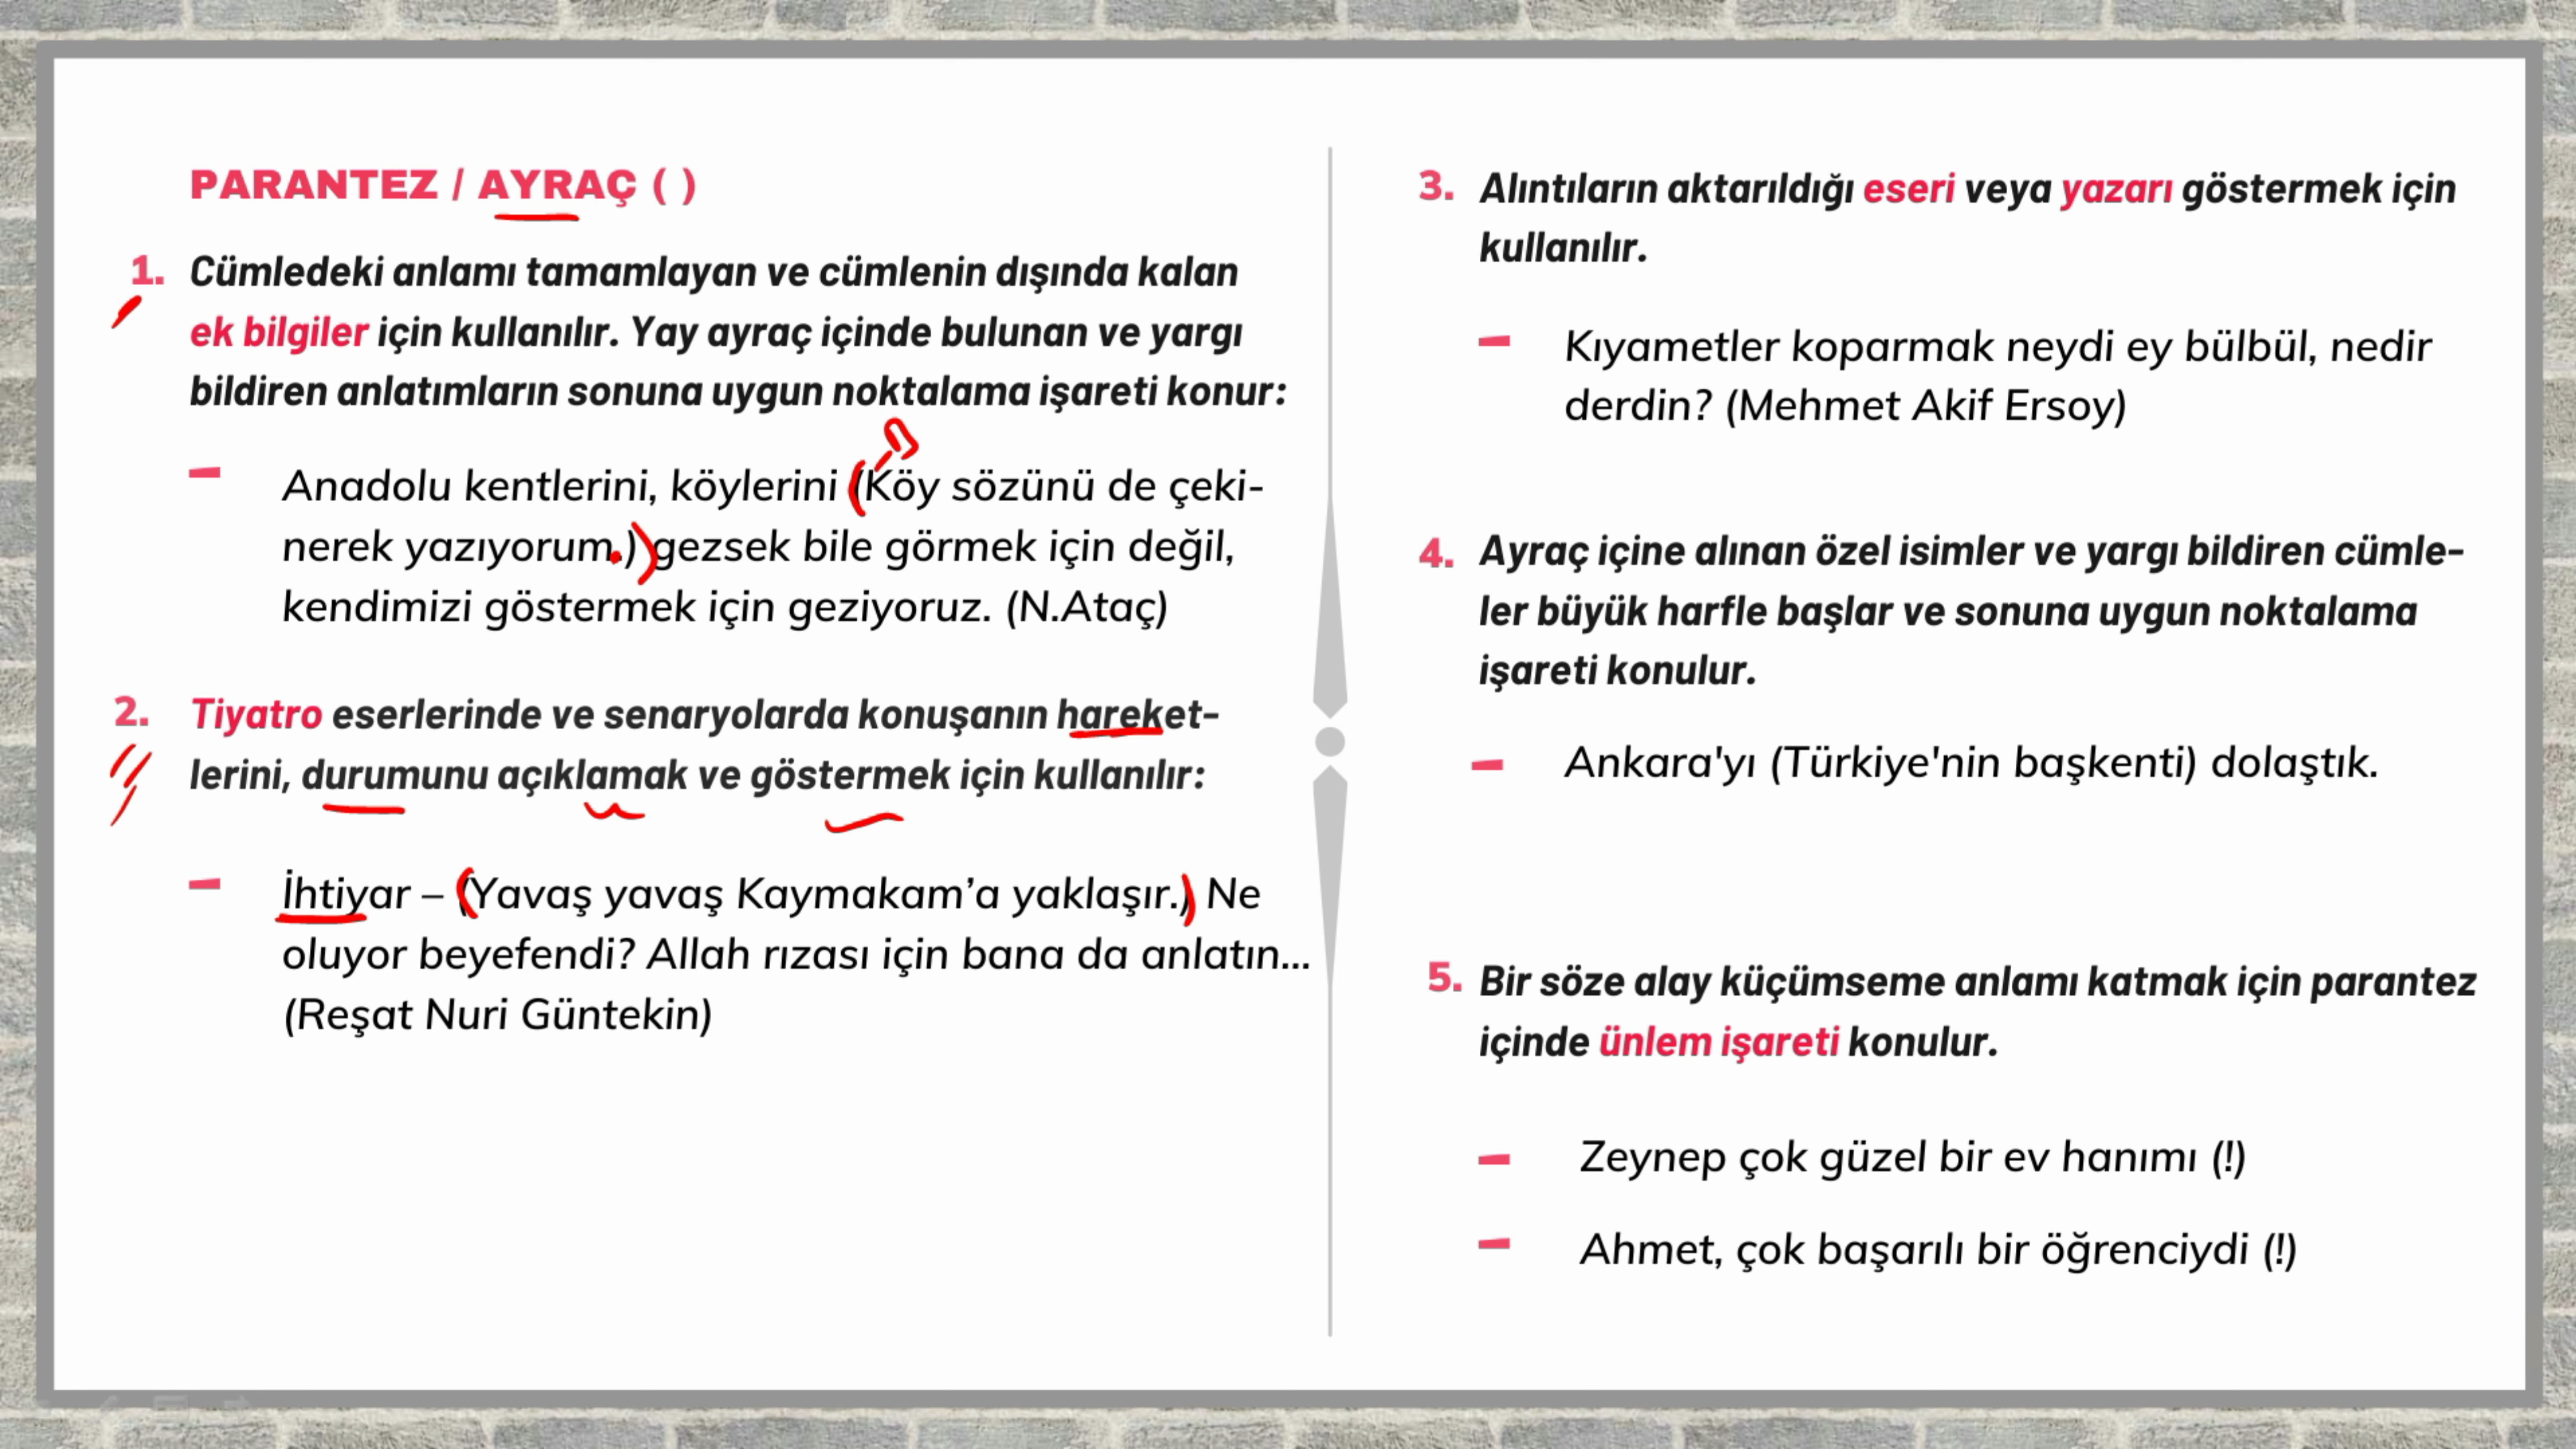 PARANTEZ / AYRAÇ ( )
1. Cümledeki anlamı tamamlayan ve cümlenin dışında kalan
ek bilgiler için kullanılır. Yay ayraç içinde bulunan ve yargı
bildiren anlatımların sonuna uygun noktalama işareti konur:
- Anadolu kentlerini, köylerini (Köy sözünü de çeki-
nerek yazıyorum.) gezsek bile görmek için değil,
kendimizi göstermek için geziyoruz. (N.Ataç)
2. Tiyatro eserlerinde ve senaryolarda konuşanın hareket-
lerini, durumunu açıklamak ve göstermek için kullanılır:
- İhtiyar – (Yavaş yavaş Kaymakam’a yaklaşır.) Ne
oluyor beyefendi? Allah rızası için bana da anlatın...
(Reşat Nuri Güntekin)
3. Alıntıların aktarıldığı eseri veya yazarı göstermek için
kullanılır.
- Kıyametler koparmak neydi ey bülbül, nedir
derdin? (Mehmet Akif Ersoy)
4. Ayraç içine alınan özel isimler ve yargı bildiren cümle-
ler büyük harfle başlar ve sonuna uygun noktalama
işareti konulur.
- Ankara'yı (Türkiye'nin başkenti) dolaştık.
5. Bir söze alay küçümseme anlamı katmak için parantez
içinde ünlem işareti konulur.
- Zeynep çok güzel bir ev hanımı (!)
- Ahmet, çok başarılı bir öğrenciydi (!)